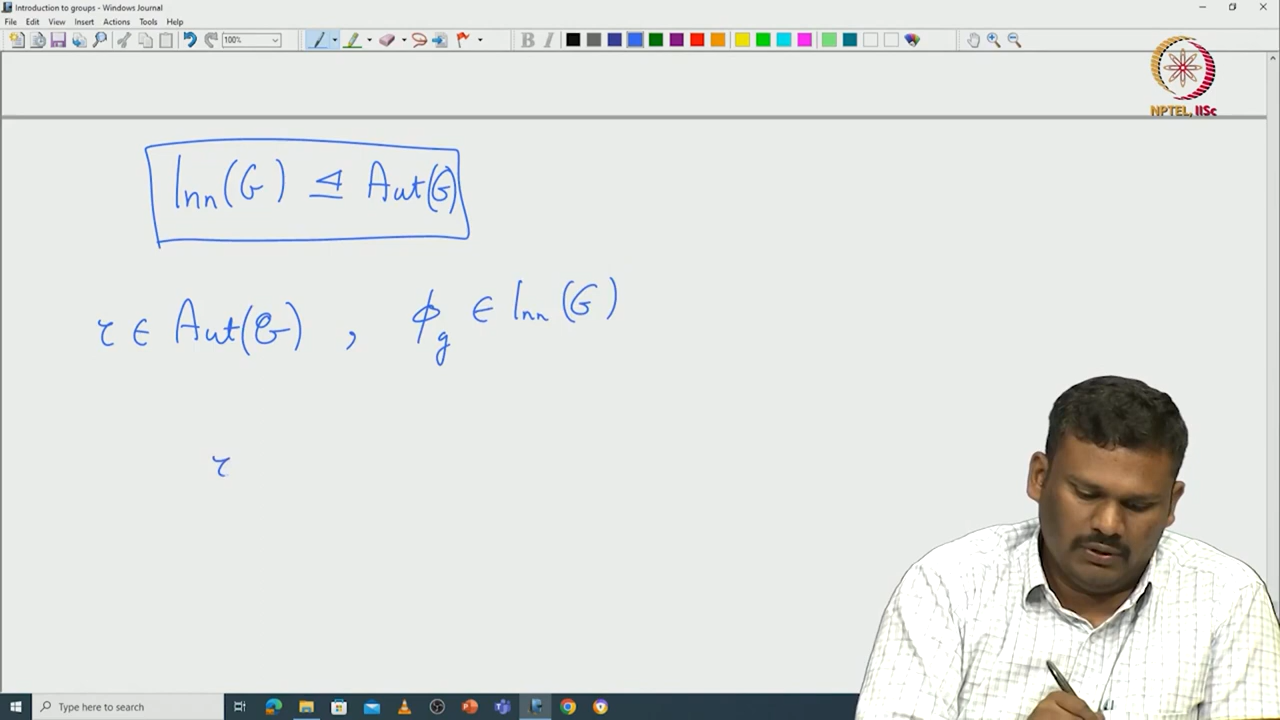 Introduction to groups - Windows Journal
File Edit View Insert Actions Tools Help
100%
B I
NPTEL, IISc
Inn(G) ⊴ Aut(G)
τ ∈ Aut(G) , ϕ_g ∈ Inn(G)
τ
Type here to search